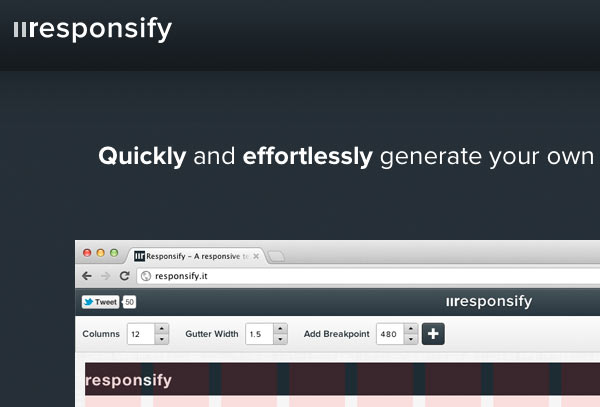 responsify
Quickly and effortlessly generate your own
Responsify – A responsive te
responsify.it
Tweet 50
responsify
Columns 12 Gutter Width 1.5 Add Breakpoint 480 +
responsify